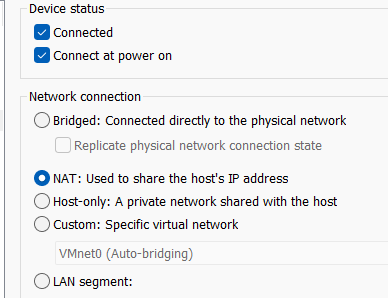 Device status
Connected
Connect at power on
Network connection
Bridged: Connected directly to the physical network
Replicate physical network connection state
NAT: Used to share the host's IP address
Host-only: A private network shared with the host
Custom: Specific virtual network
VMnet0 (Auto-bridging)
LAN segment: